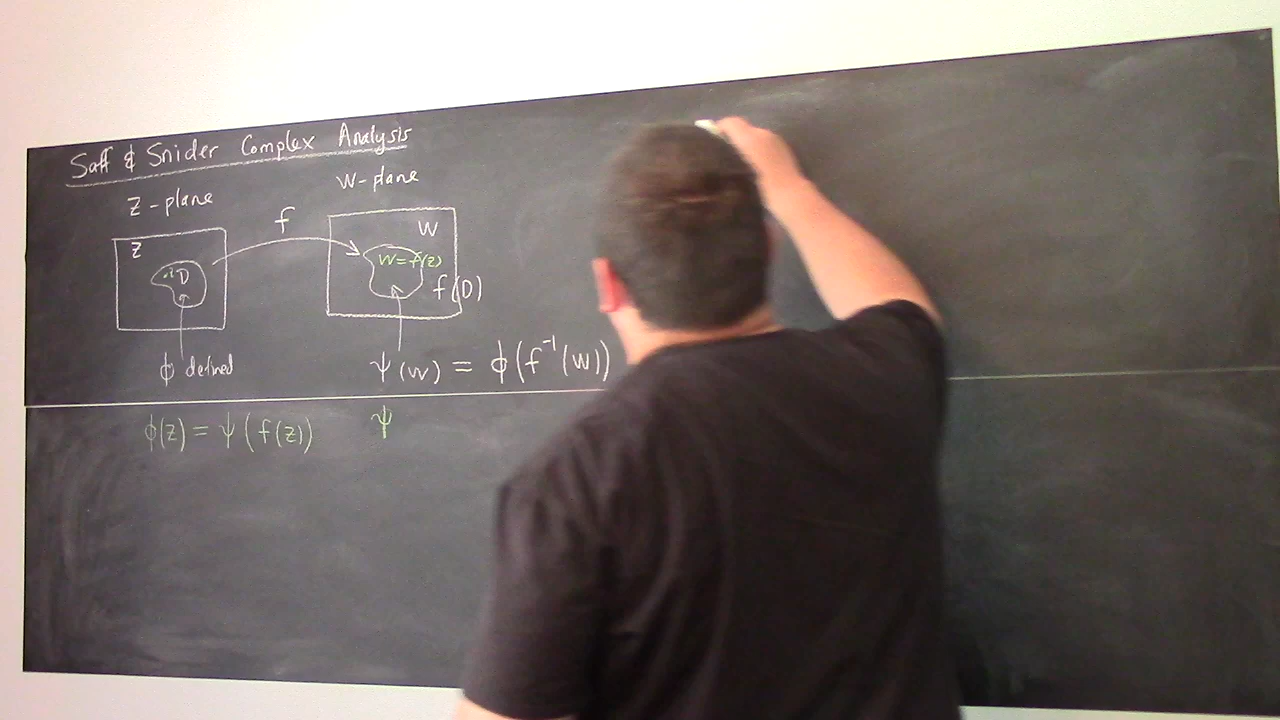 Saff & Snider Complex Analysis
Z-plane
W-plane
f
Z
W
·z D
W=f(z)
f(D)
ϕ defined
ψ(w) = ϕ(f⁻¹(w))
ϕ(z) = ψ(f(z))
ψ